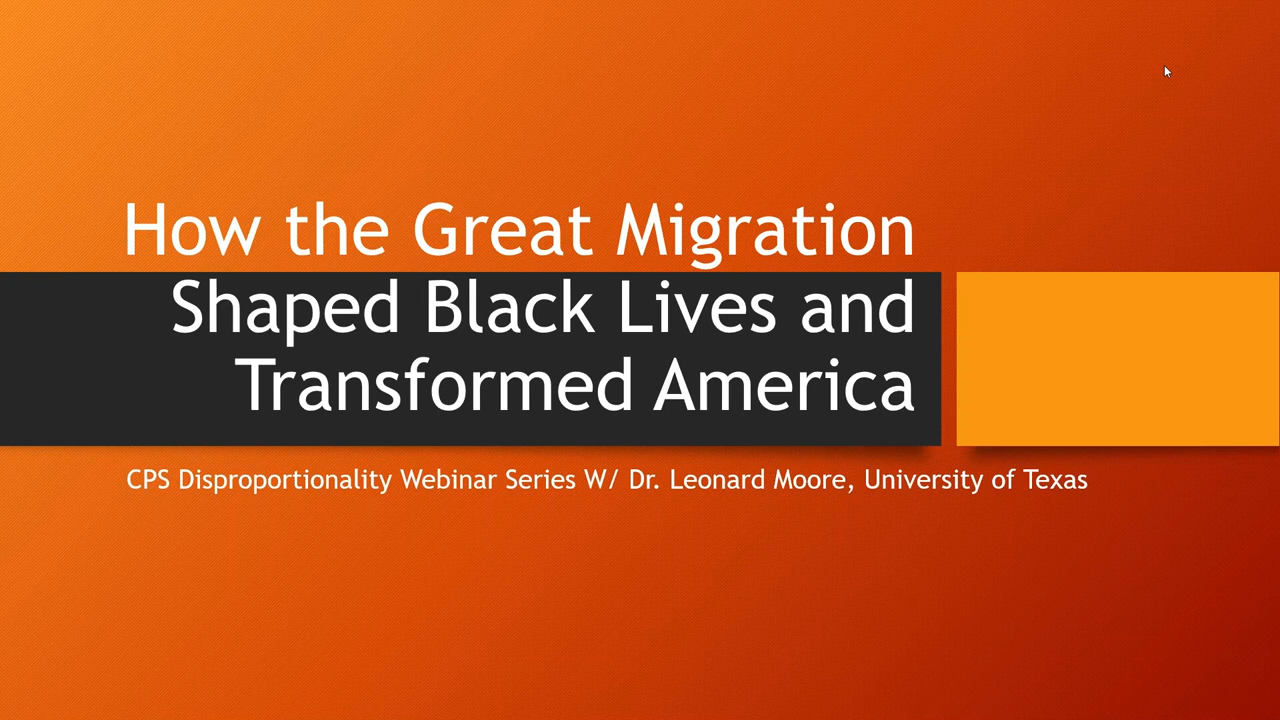 How the Great Migration
Shaped Black Lives and
Transformed America
CPS Disproportionality Webinar Series W/ Dr. Leonard Moore, University of Texas